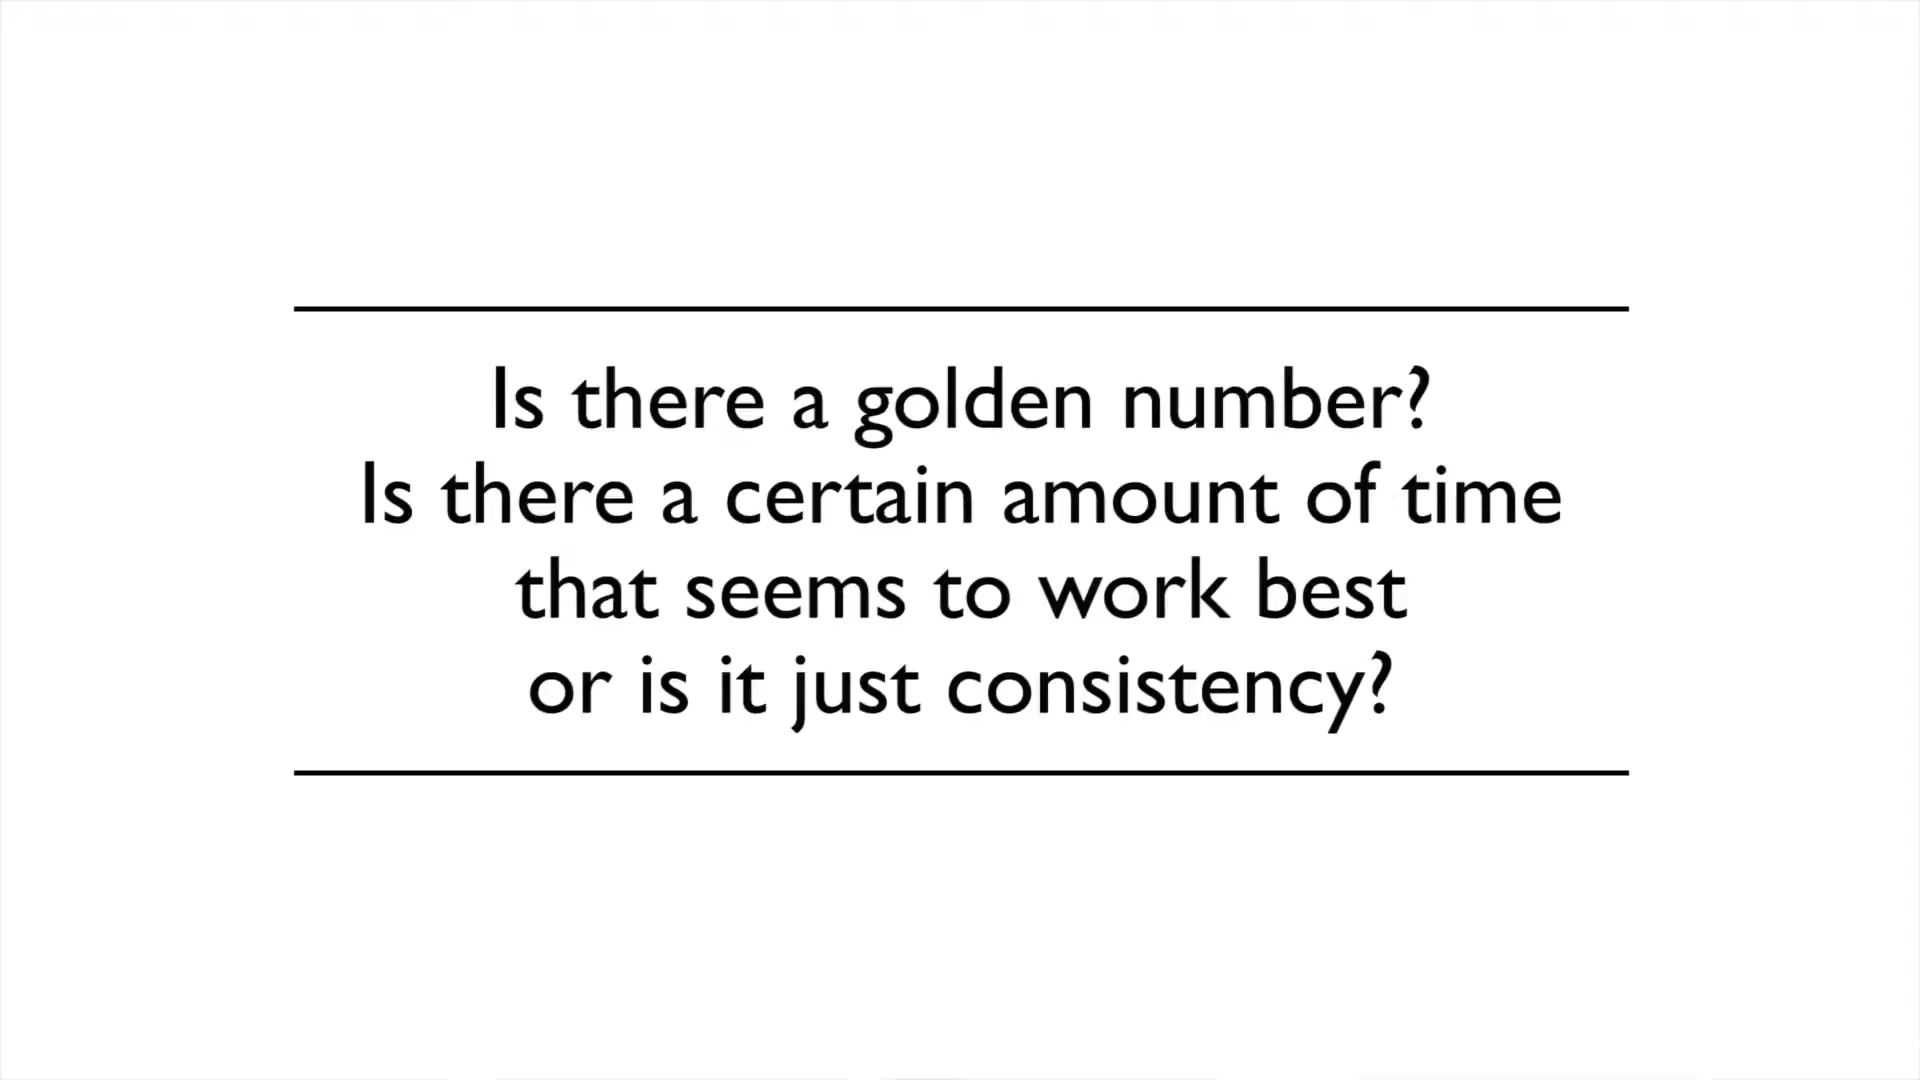 Is there a golden number?
Is there a certain amount of time
that seems to work best
or is it just consistency?